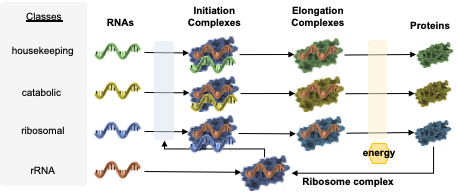 Classes
RNAs
Initiation
Complexes
Elongation
Complexes
Proteins
housekeeping
catabolic
ribosomal
rRNA
energy
Ribosome complex